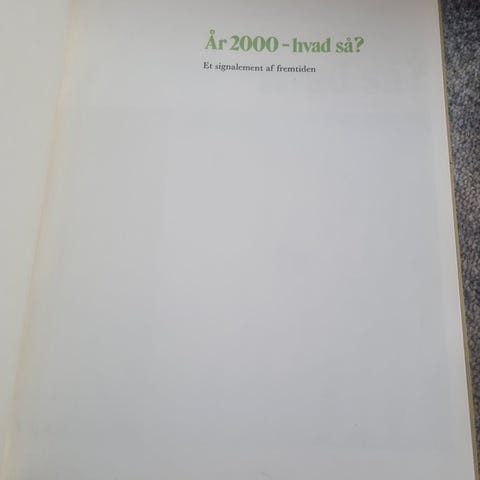 År 2000 - hvad så?
Et signalement af fremtiden